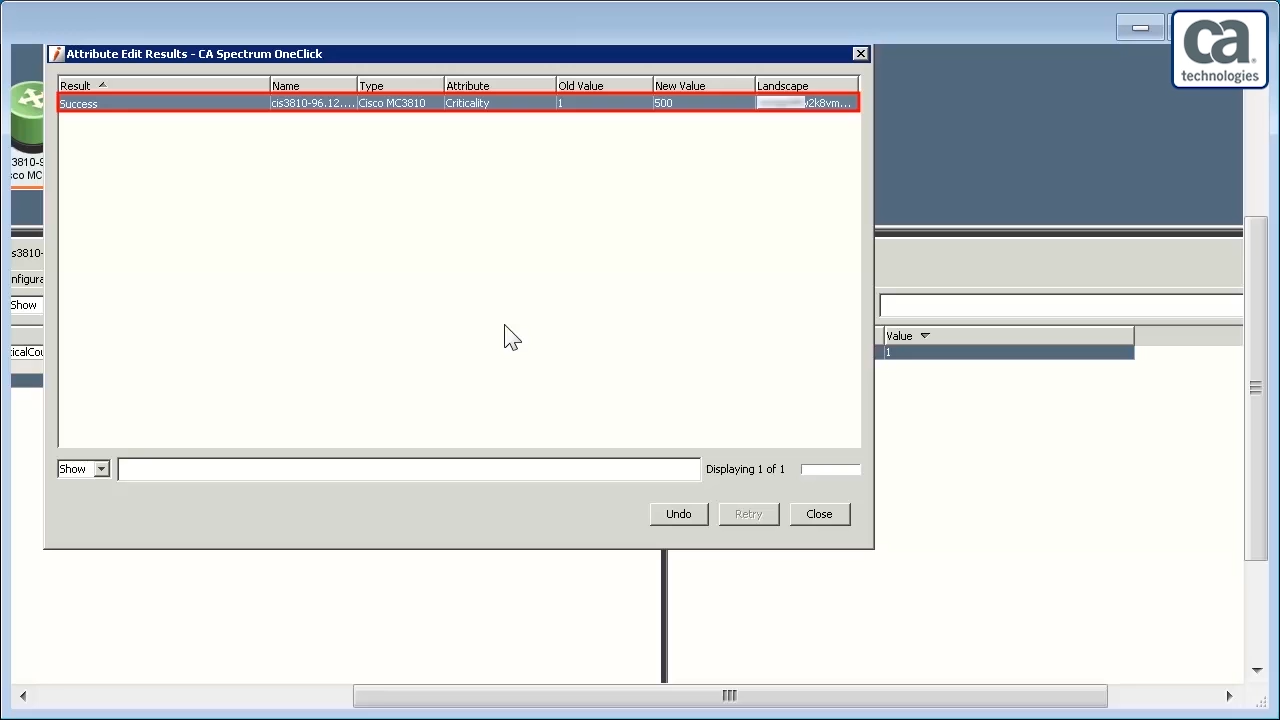 ca
technologies
Attribute Edit Results - CA Spectrum OneClick
Result Name Type Attribute Old Value New Value Landscape
Success cis3810-96.12.... Cisco MC3810 Criticality 1 500 2k8vm...
3810-9
sco MC
is3810-
nfigura
Show
Value
icalCou
1
Show Displaying 1 of 1
Undo Retry Close